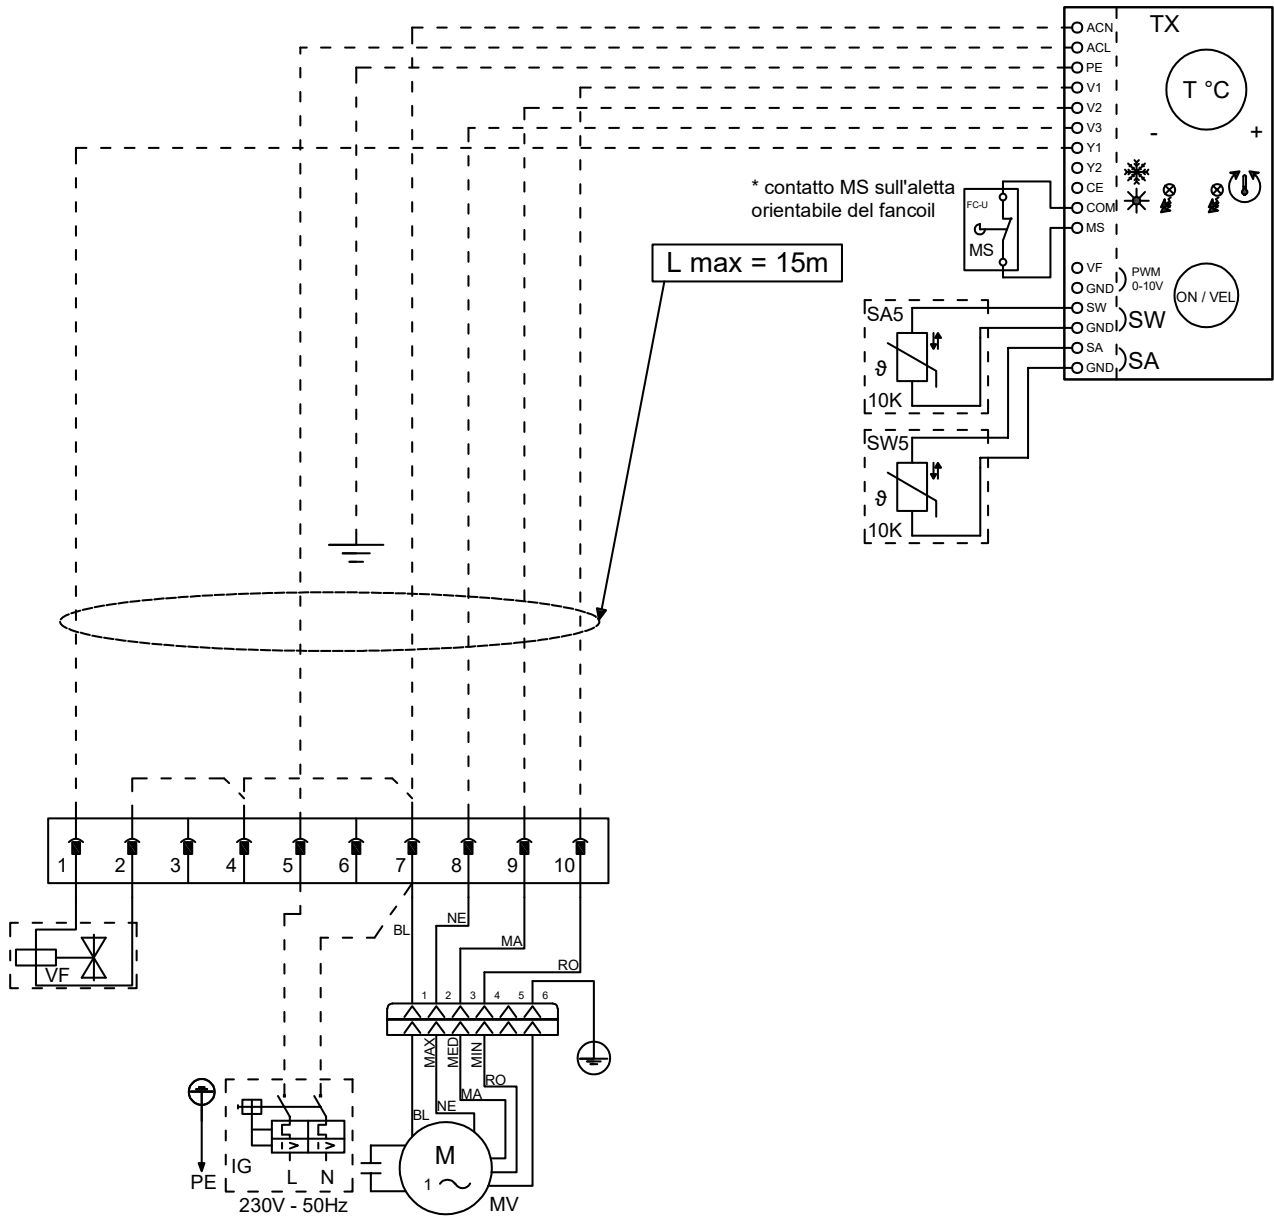 TX
ACN
ACL
PE
V1
V2
V3
Y1
Y2
CE
COM
MS
VF
GND
SW
GND
SA
GND
T °C
- +
PWM
0-10V
ON / VEL
SW
SA
* contatto MS sull'aletta
orientabile del fancoil
FC-U
MS
L max = 15m
SA5
ϑ
10K
SW5
ϑ
10K
1 2 3 4 5 6 7 8 9 10
VF
BL
NE
MA
RO
1 2 3 4 5 6
MAX
MED
MIN
RO
MA
NE
BL
M
1
MV
PE
IG
I> I>
L N
230V - 50Hz